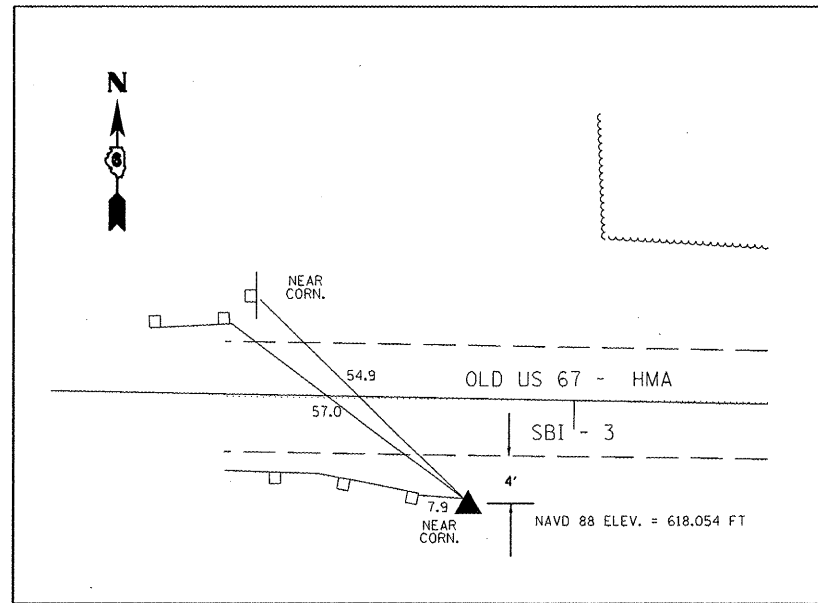 N
6
NEAR
CORN.
54.9
OLD US 67 - HMA
57.0
SBI - 3
4'
7.9
NEAR
CORN.
NAVD 88 ELEV. = 618.054 FT